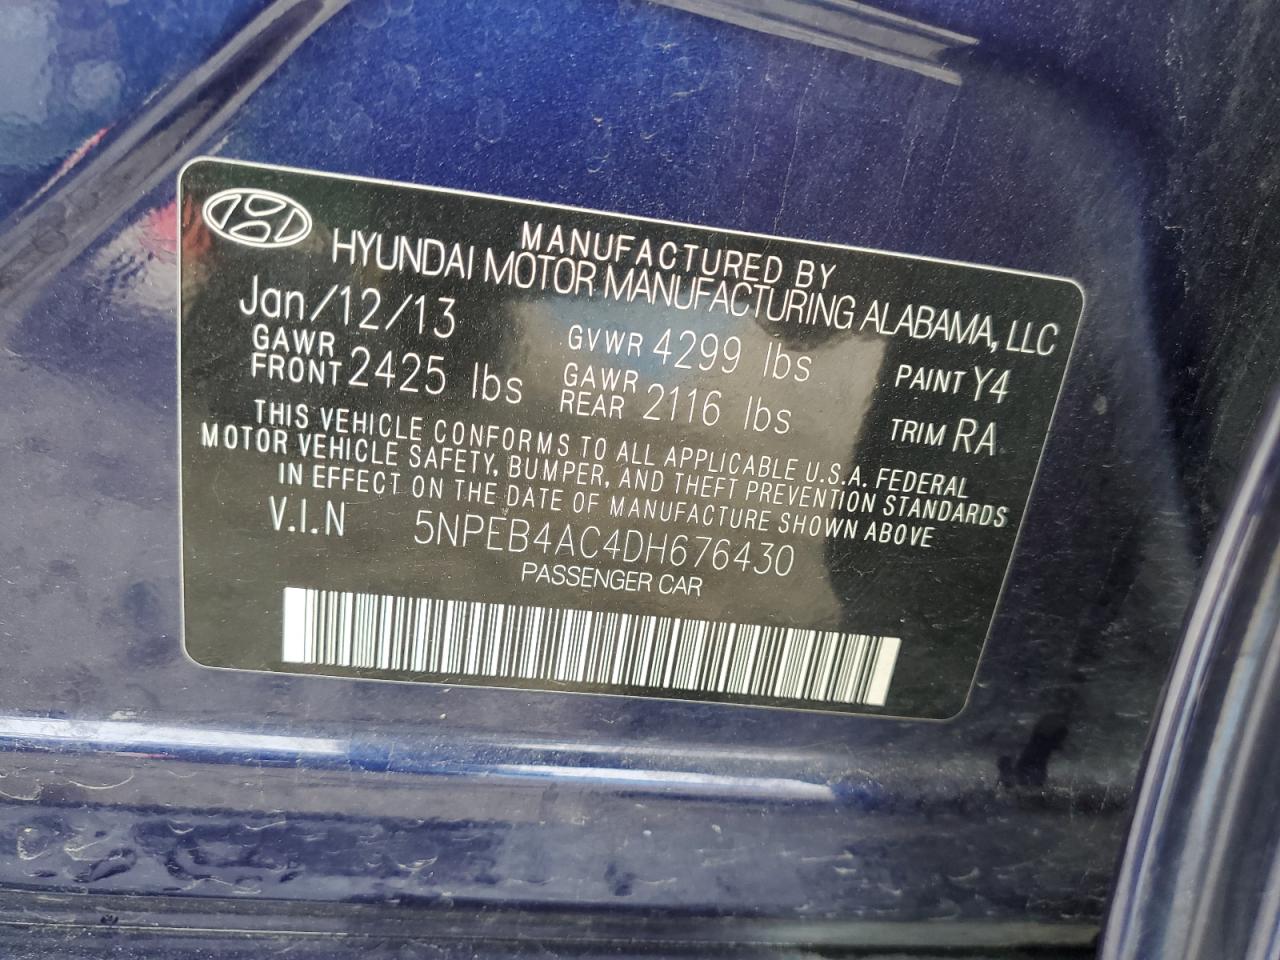 MANUFACTURED BY
HYUNDAI MOTOR MANUFACTURING ALABAMA, LLC
Jan/12/13 GVWR 4299 lbs PAINT Y4
GAWR FRONT 2425 lbs GAWR REAR 2116 lbs TRIM RA
THIS VEHICLE CONFORMS TO ALL APPLICABLE U.S.A. FEDERAL
MOTOR VEHICLE SAFETY, BUMPER, AND THEFT PREVENTION STANDARDS
IN EFFECT ON THE DATE OF MANUFACTURE SHOWN ABOVE
V.I.N 5NPEB4AC4DH676430
PASSENGER CAR